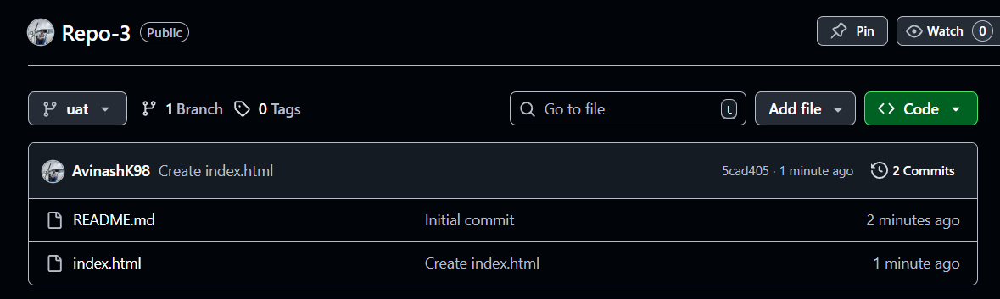 Repo-3 Public Pin Watch 0
uat 1 Branch 0 Tags Go to file t Add file Code
AvinashK98 Create index.html 5cad405 · 1 minute ago 2 Commits
README.md Initial commit 2 minutes ago
index.html Create index.html 1 minute ago